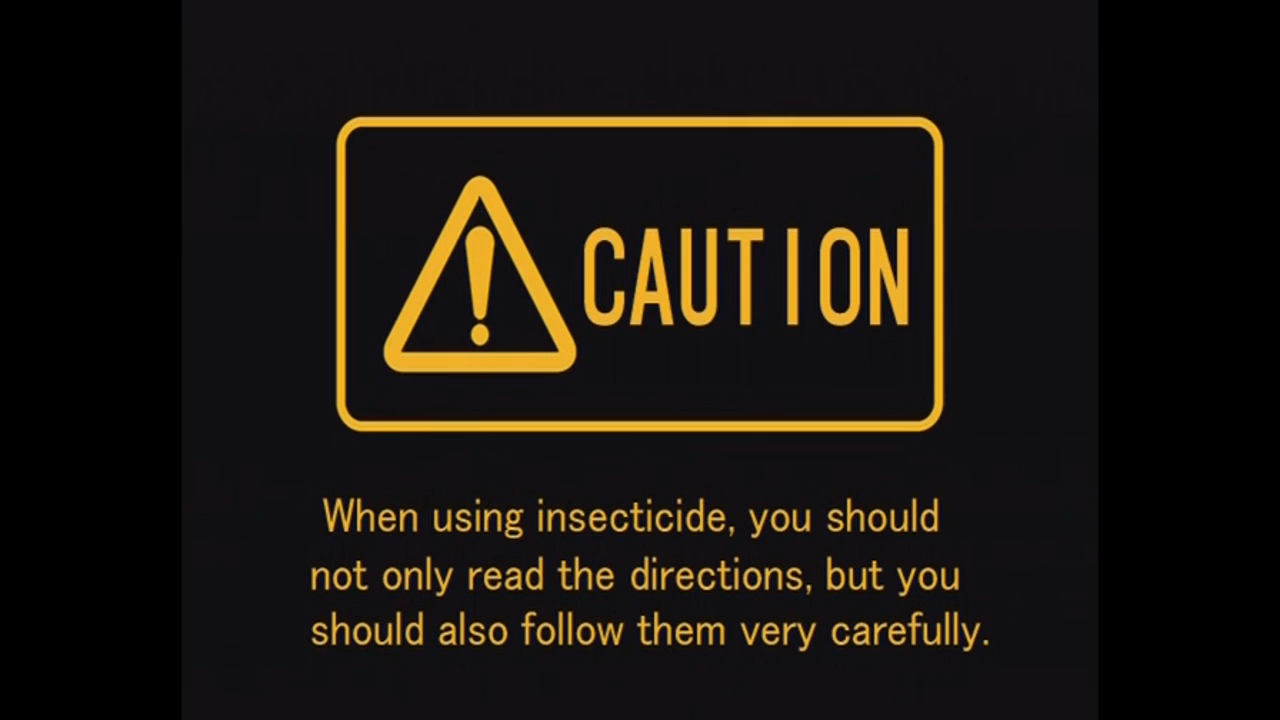 CAUTION
When using insecticide, you should
not only read the directions, but you
should also follow them very carefully.